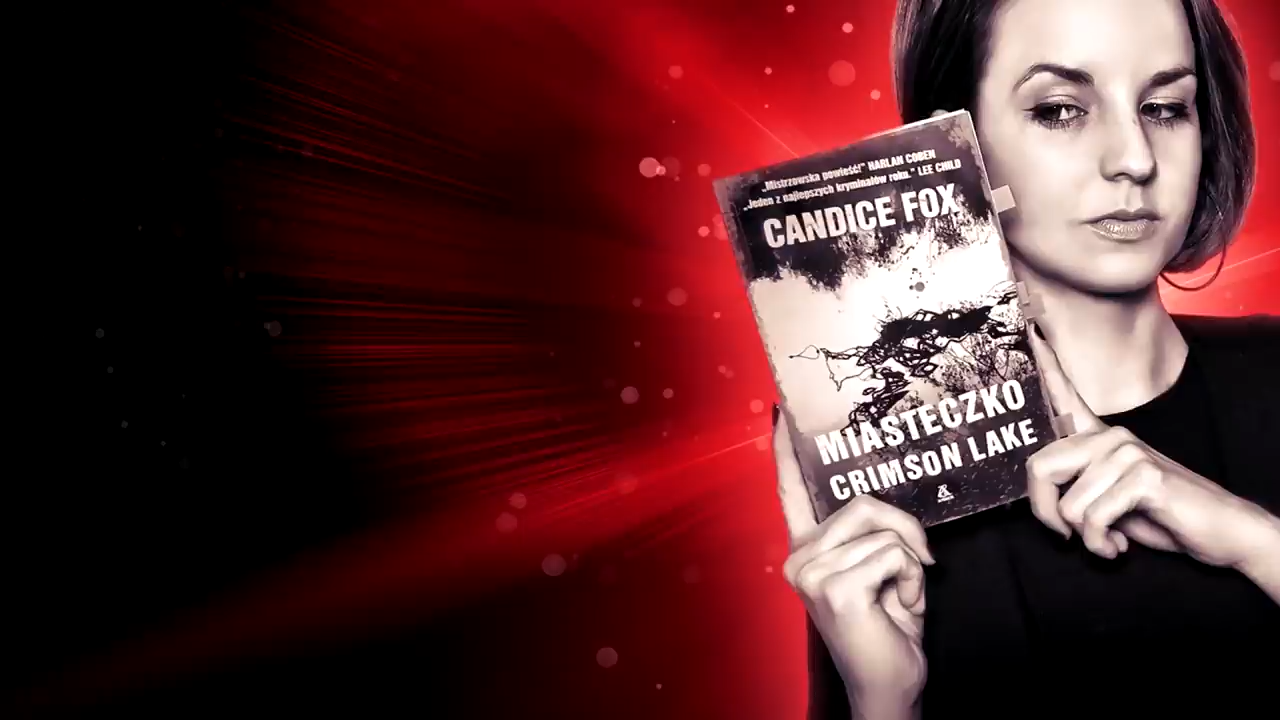 „Mistrzowska powieść!” HARLAN COBEN
„Jeden z najlepszych kryminałów roku.” LEE CHILD
CANDICE FOX
MIASTECZKO
CRIMSON LAKE